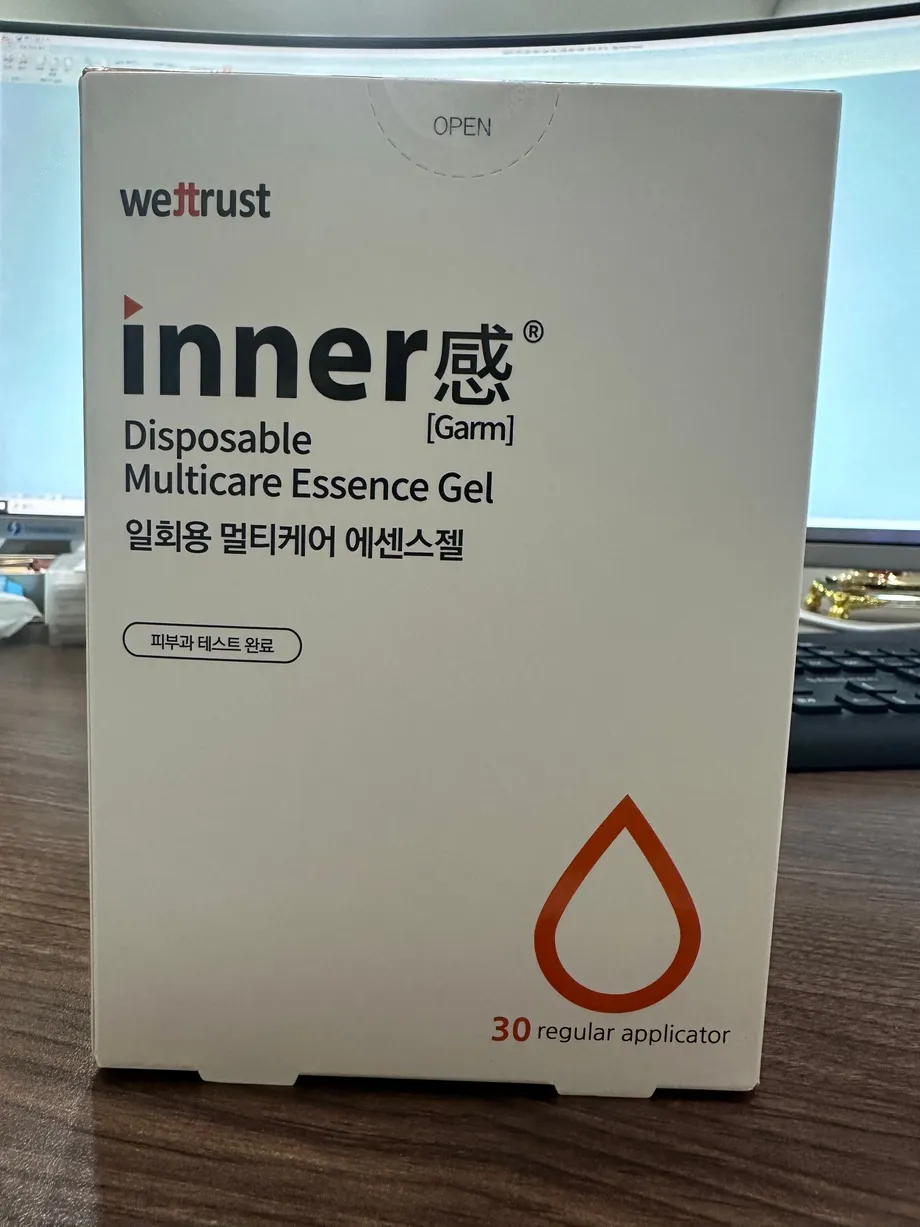 OPEN
wettrust
inner感®
[Garm]
Disposable
Multicare Essence Gel
일회용 멀티케어 에센스젤
피부과 테스트 완료
30 regular applicator